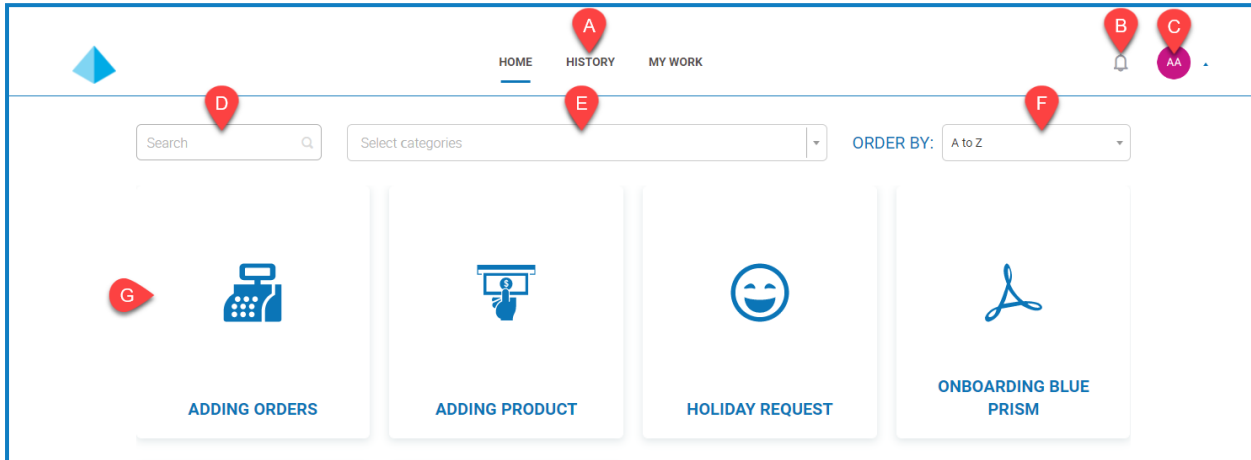 A
B
C
HOME HISTORY MY WORK
AA
D
E
F
Search
Select categories
ORDER BY: A to Z
G
$
ADDING ORDERS
ADDING PRODUCT
HOLIDAY REQUEST
ONBOARDING BLUE
PRISM